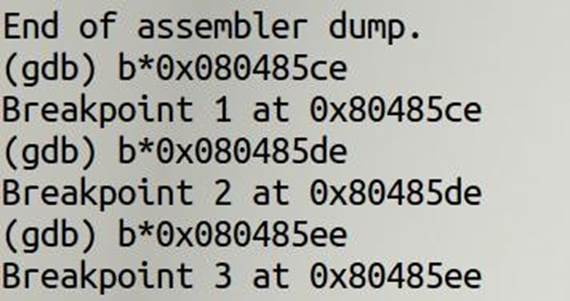 End of assembler dump.
(gdb) b*0x080485ce
Breakpoint 1 at 0x80485ce
(gdb) b*0x080485de
Breakpoint 2 at 0x80485de
(gdb) b*0x080485ee
Breakpoint 3 at 0x80485ee